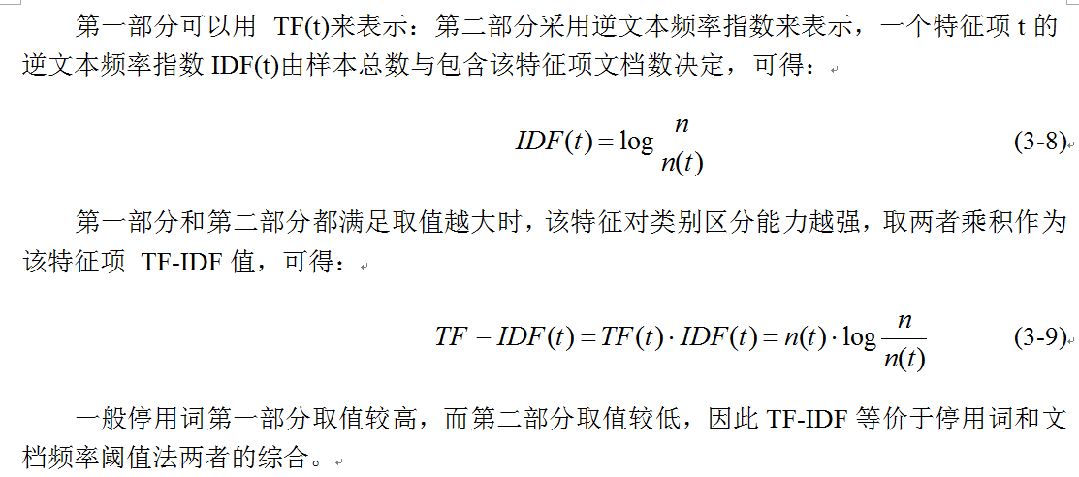 第一部分可以用 TF(t)来表示：第二部分采用逆文本频率指数来表示，一个特征项 t 的
逆文本频率指数 IDF(t)由样本总数与包含该特征项文档数决定，可得：
IDF(t) = log n/n(t) (3-8)
第一部分和第二部分都满足取值越大时，该特征对类别区分能力越强，取两者乘积作为
该特征项 TF-IDF 值，可得：
TF − IDF(t) = TF(t) · IDF(t) = n(t) · log n/n(t) (3-9)
一般停用词第一部分取值较高，而第二部分取值较低，因此 TF-IDF 等价于停用词和文
档频率阈值法两者的综合。